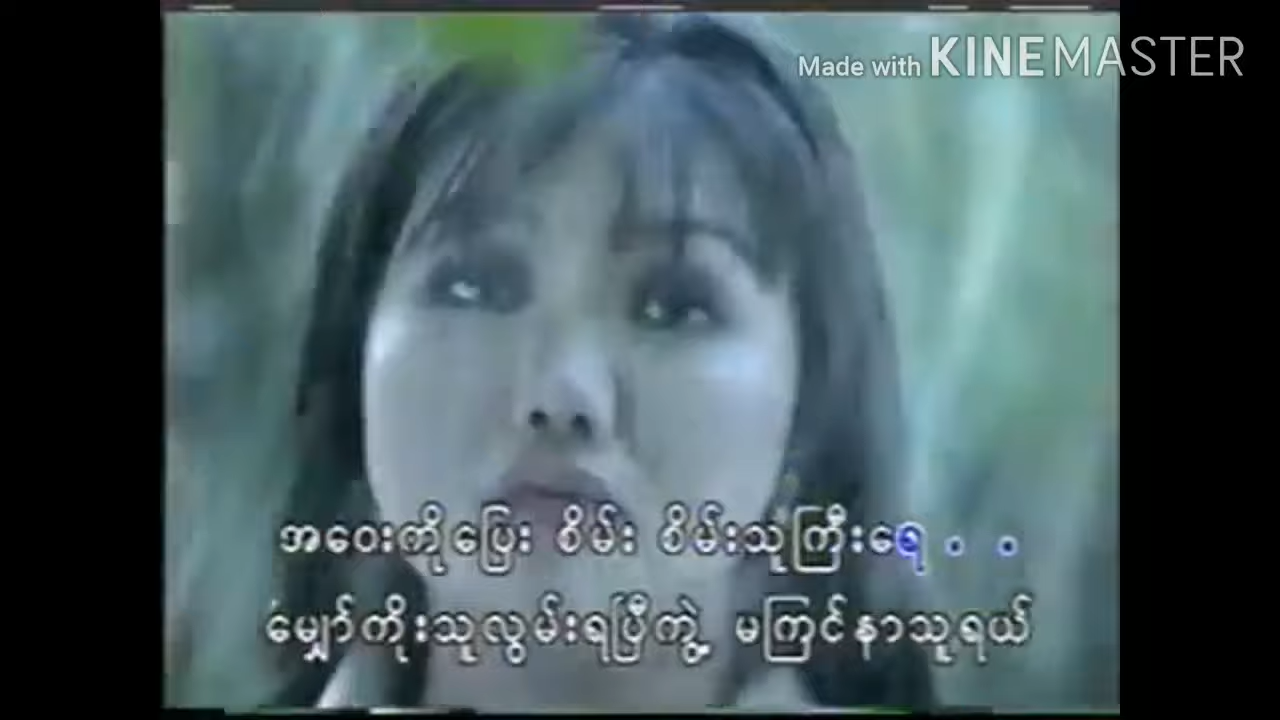 Made with KINEMASTER
အဝေးကိုပြေး စိမ်း စိမ်းသူကြီးရေ . .
မျှော်ကိုးသူလွမ်းရပြီကွဲ့ မကြင်နာသူရယ်